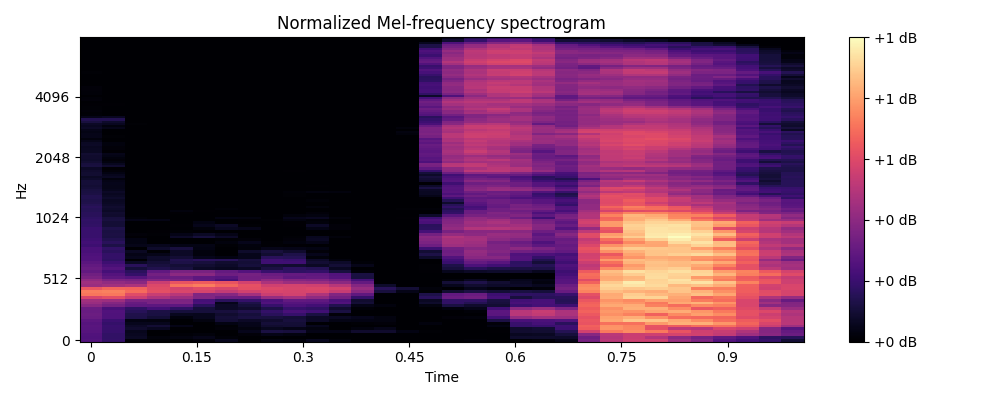 Normalized Mel-frequency spectrogram
Hz
4096
2048
1024
512
0
0 0.15 0.3 0.45 0.6 0.75 0.9
Time
+1 dB
+1 dB
+1 dB
+0 dB
+0 dB
+0 dB